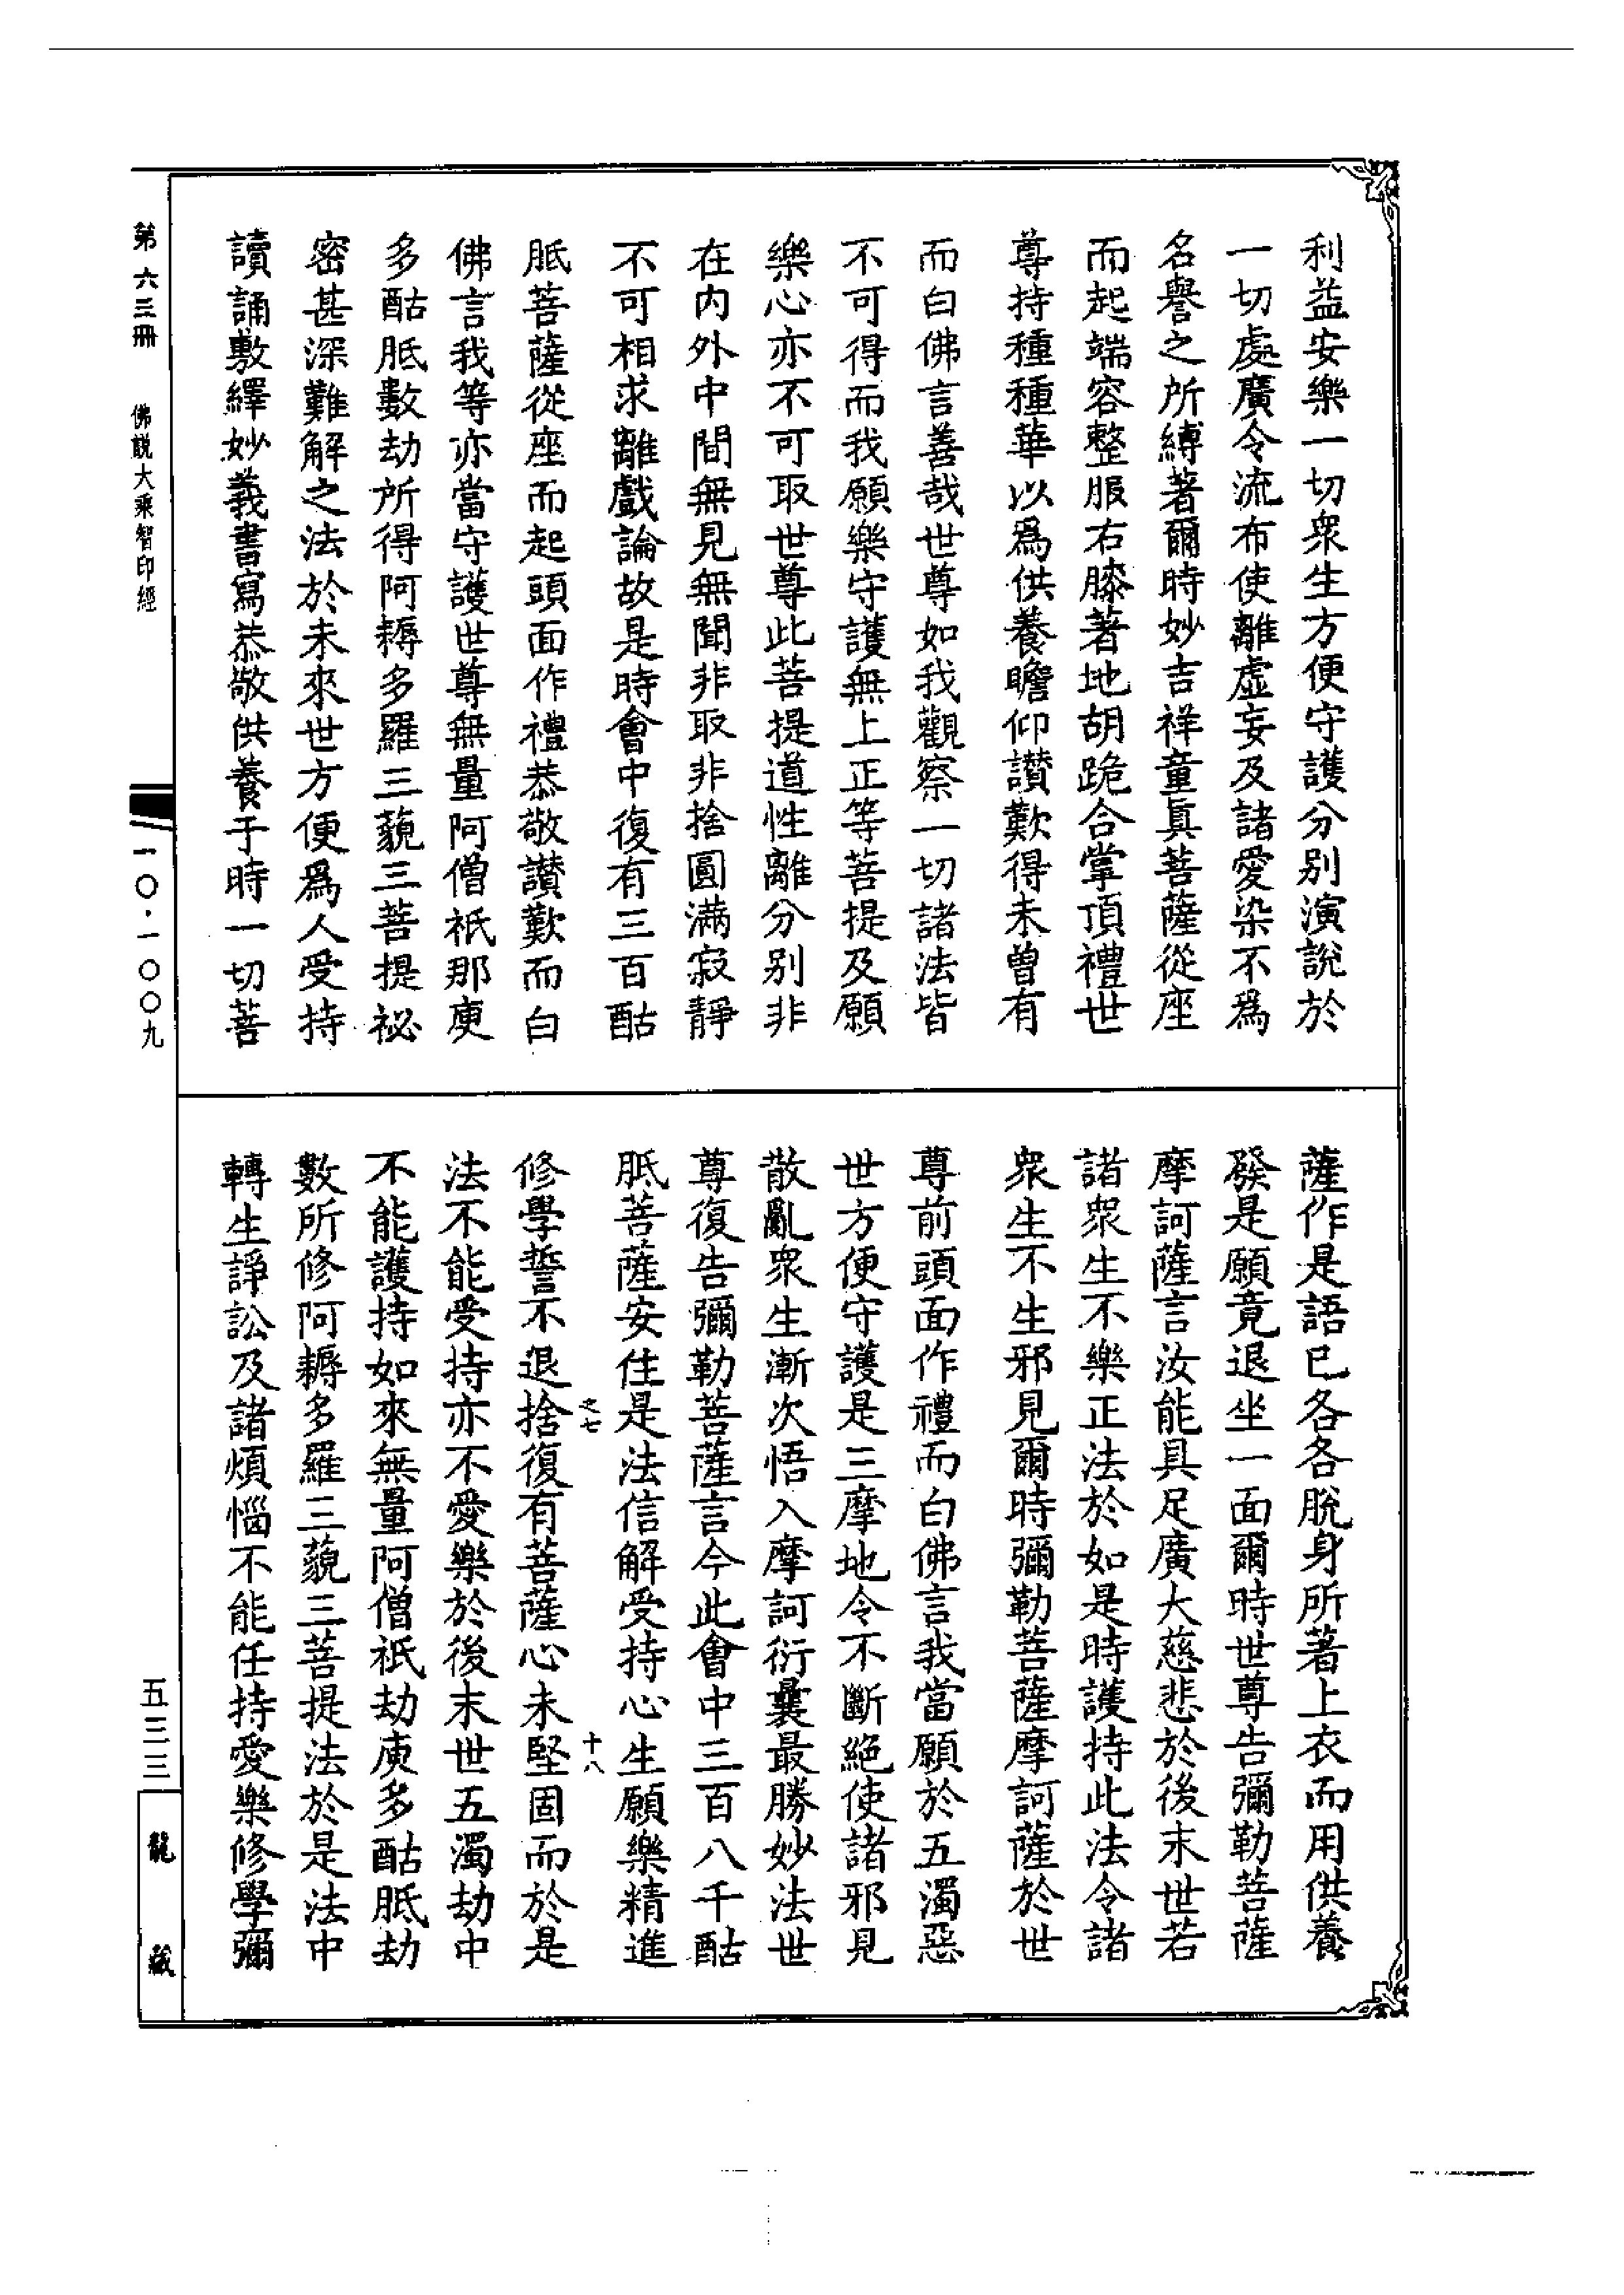 利益安樂一切衆生方便守護分别演說於
一切處廣令流布使離虛妄及諸愛染不爲
名譽之所縛著爾時妙吉祥童眞菩薩從座
而起端容整服右膝著地胡跪合掌頂禮世
尊持種種華以爲供養瞻仰讃歎得未曾有
而白佛言善哉世尊如我觀察一切諸法皆
不可得而我願樂守護無上正等菩提及願
樂心亦不可取世尊此菩提道性離分别非
在内外中間無見無聞非取非捨圓滿寂靜
不可相求離戲論故是時會中復有三百酤
胝菩薩從座而起頭面作禮恭敬讃歎而白
佛言我等亦當守護世尊無量阿僧祇那庾
多酤胝數劫所得阿耨多羅三藐三菩提祕
密甚深難解之法於未來世方便爲人受持
讀誦敷繹妙義書寫恭敬供養于時一切菩
薩作是語已各各脫身所著上衣而用供養
發是願竟退坐一面爾時世尊告彌勒菩薩
摩訶薩言汝能具足廣大慈悲於後末世若
諸衆生不樂正法於如是時護持此法令諸
衆生不生邪見爾時彌勒菩薩摩訶薩於世
尊前頭面作禮而白佛言我當願於五濁惡
世方便守護是三摩地令不斷絕使諸邪見
散亂衆生漸次悟入摩訶衍曩最勝妙法世
尊復告彌勒菩薩言今此會中三百八千酤
胝菩薩安住是法信解受持心生願樂精進
之七 十八
修學誓不退捨復有菩薩心未堅固而於是
法不能受持亦不愛樂於後末世五濁劫中
不能護持如來無量阿僧祇劫庾多酤胝劫
數所修阿耨多羅三藐三菩提法於是法中
轉生諍訟及諸煩惱不能任持愛樂修學彌
第六三冊 佛説大乘智印經
一〇·一〇〇九
五三三
龍藏